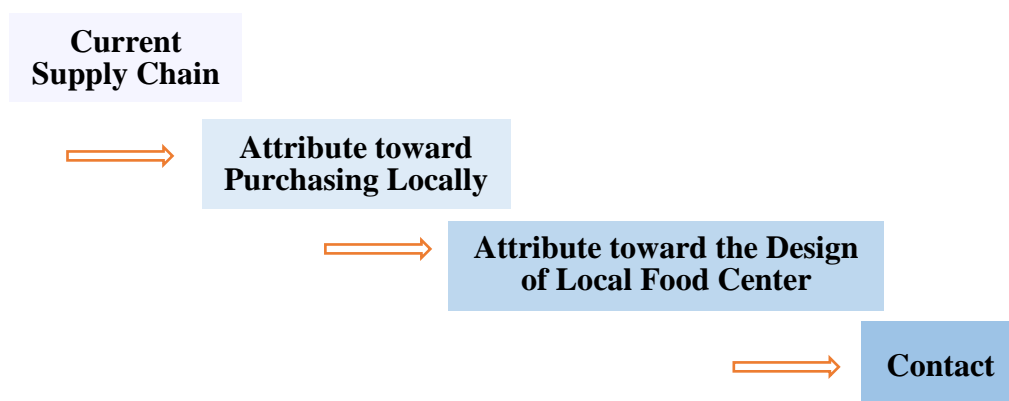 Current
Supply Chain
Attribute toward
Purchasing Locally
Attribute toward the Design
of Local Food Center
Contact